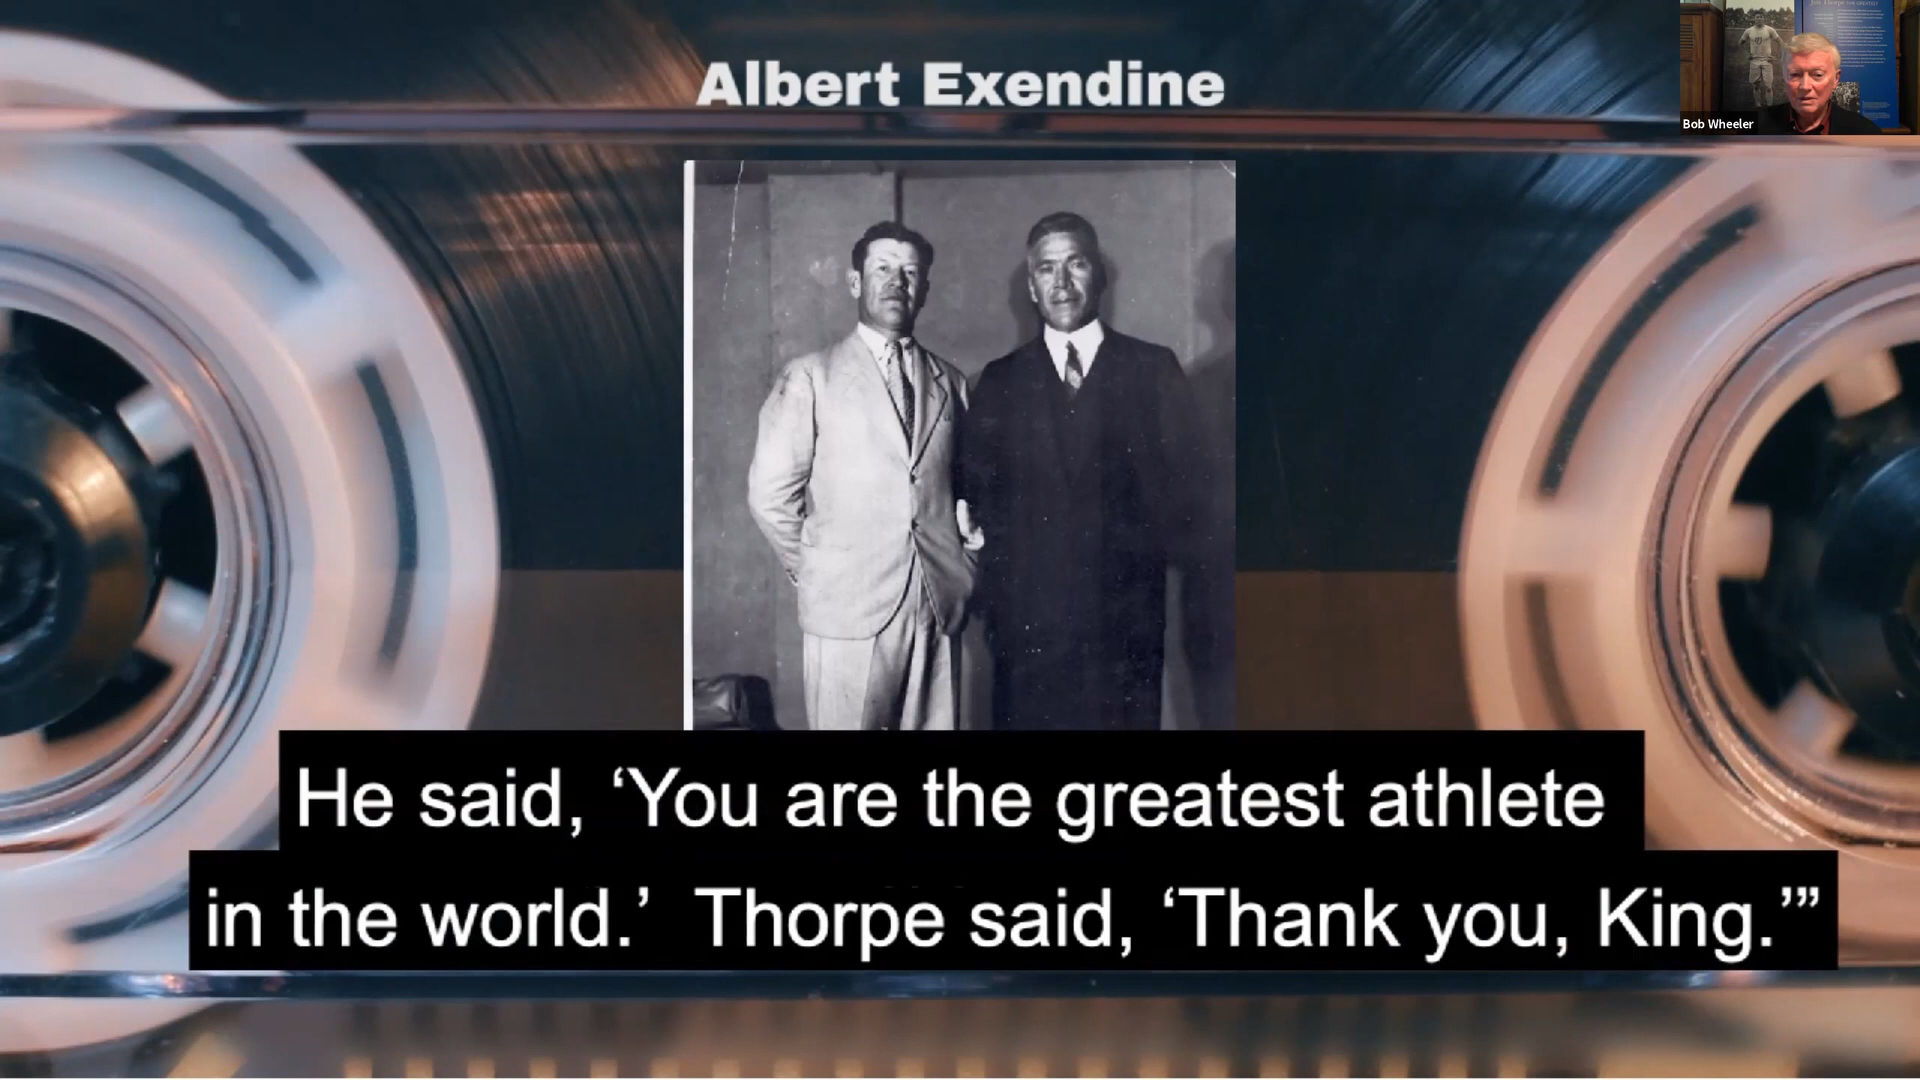 Albert Exendine
Bob Wheeler
He said, ‘You are the greatest athlete
in the world.’  Thorpe said, ‘Thank you, King.’”